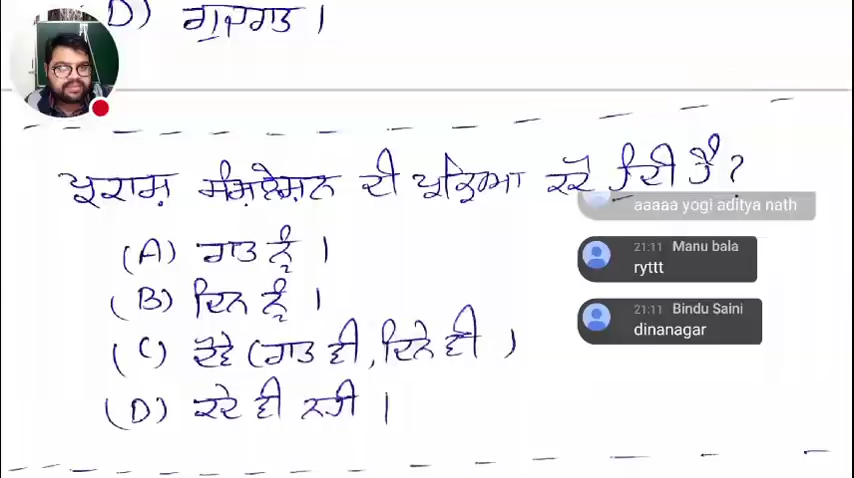 D) ਗੁਜਰਾਤ ।
ਪ੍ਰਕਾਸ਼ ਸੰਸ਼ਲੇਸ਼ਣ ਦੀ ਪ੍ਰਕਿਰਿਆ ਕਦੋਂ ਹੁੰਦੀ ਹੈ?
aaaaa yogi aditya nath
(A) ਰਾਤ ਨੂੰ ।
21:11 Manu bala
ryttt
(B) ਦਿਨ ਨੂੰ ।
21:11 Bindu Saini
dinanagar
(C) ਦੋਵੇਂ (ਰਾਤ ਵੀ, ਦਿਨੇ ਵੀ )
(D) ਕਦੇ ਵੀ ਨਹੀ ।